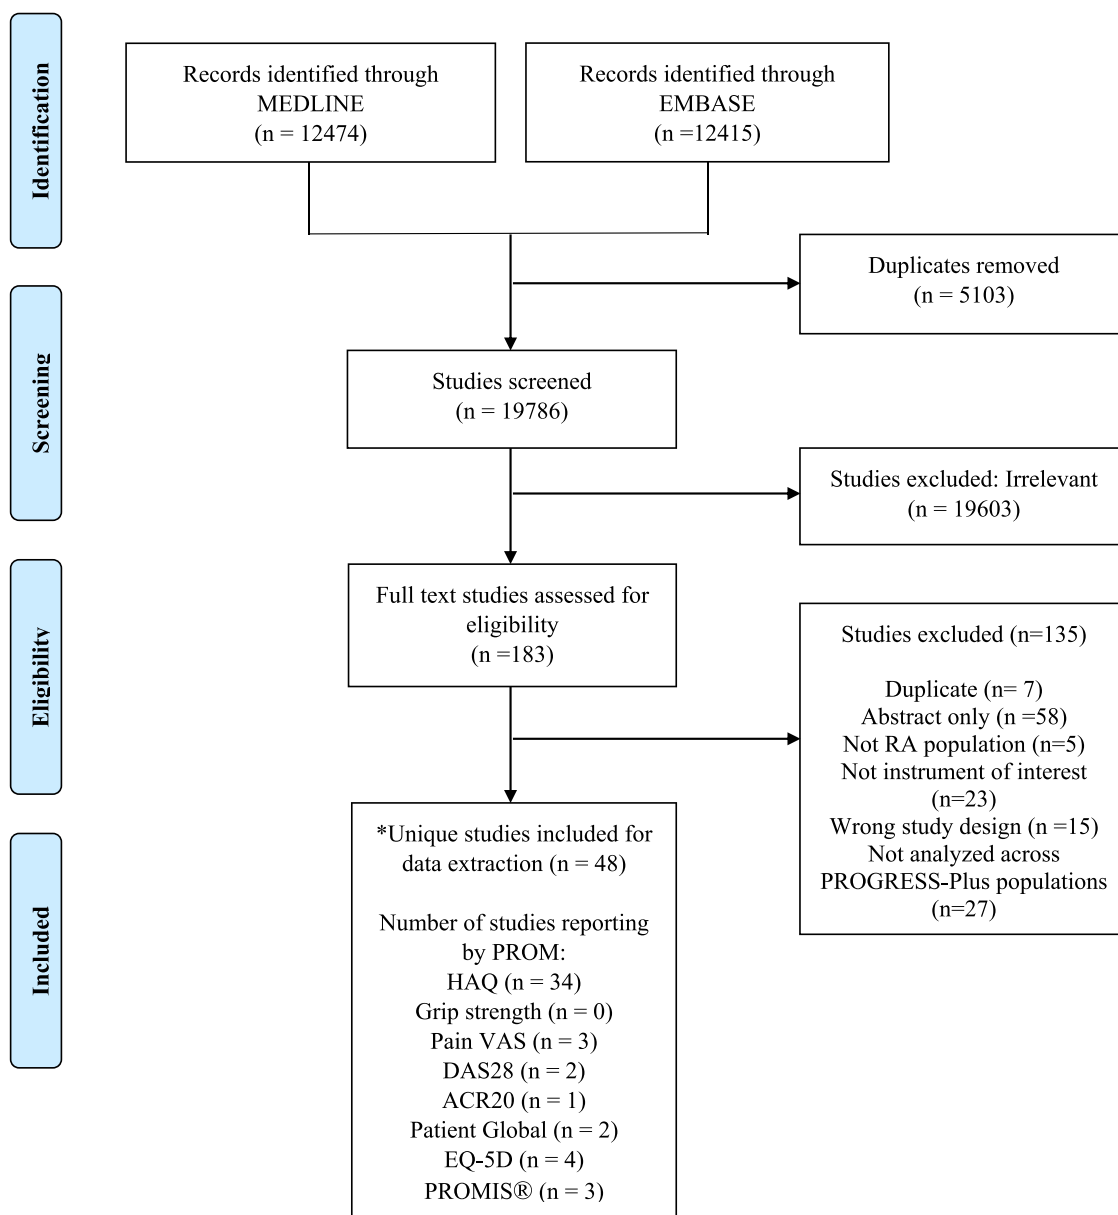 Identification
Records identified through
MEDLINE
(n = 12474)
Records identified through
EMBASE
(n =12415)
Duplicates removed
(n = 5103)
Screening
Studies screened
(n = 19786)
Studies excluded: Irrelevant
(n = 19603)
Eligibility
Full text studies assessed for
eligibility
(n =183)
Studies excluded (n=135)
Duplicate (n= 7)
Abstract only (n =58)
Not RA population (n=5)
Not instrument of interest
(n=23)
Wrong study design (n =15)
Not analyzed across
PROGRESS-Plus populations
(n=27)
Included
*Unique studies included for
data extraction (n = 48)
Number of studies reporting
by PROM:
HAQ (n = 34)
Grip strength (n = 0)
Pain VAS (n = 3)
DAS28 (n = 2)
ACR20 (n = 1)
Patient Global (n = 2)
EQ-5D (n = 4)
PROMIS® (n = 3)